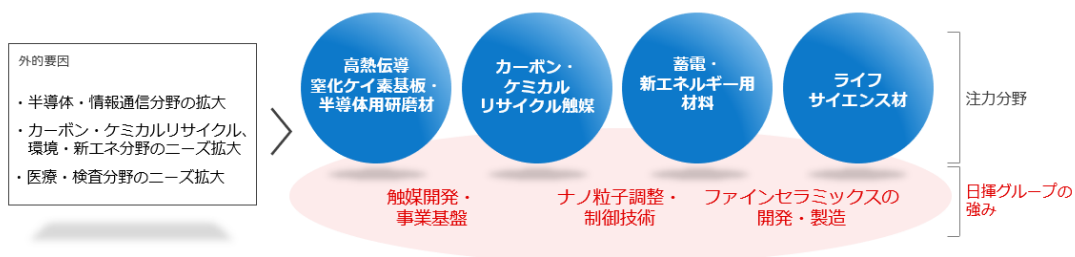 外的要因
・半導体・情報通信分野の拡大
・カーボン・ケミカルリサイクル、
環境・新エネ分野のニーズ拡大
・医療・検査分野のニーズ拡大
高熱伝導
窒化ケイ素基板・
半導体用研磨材
カーボン・
ケミカル
リサイクル触媒
蓄電・
新エネルギー用
材料
ライフ
サイエンス材
注力分野
触媒開発・
事業基盤
ナノ粒子調整・
制御技術
ファインセラミックスの
開発・製造
日揮グループの
強み